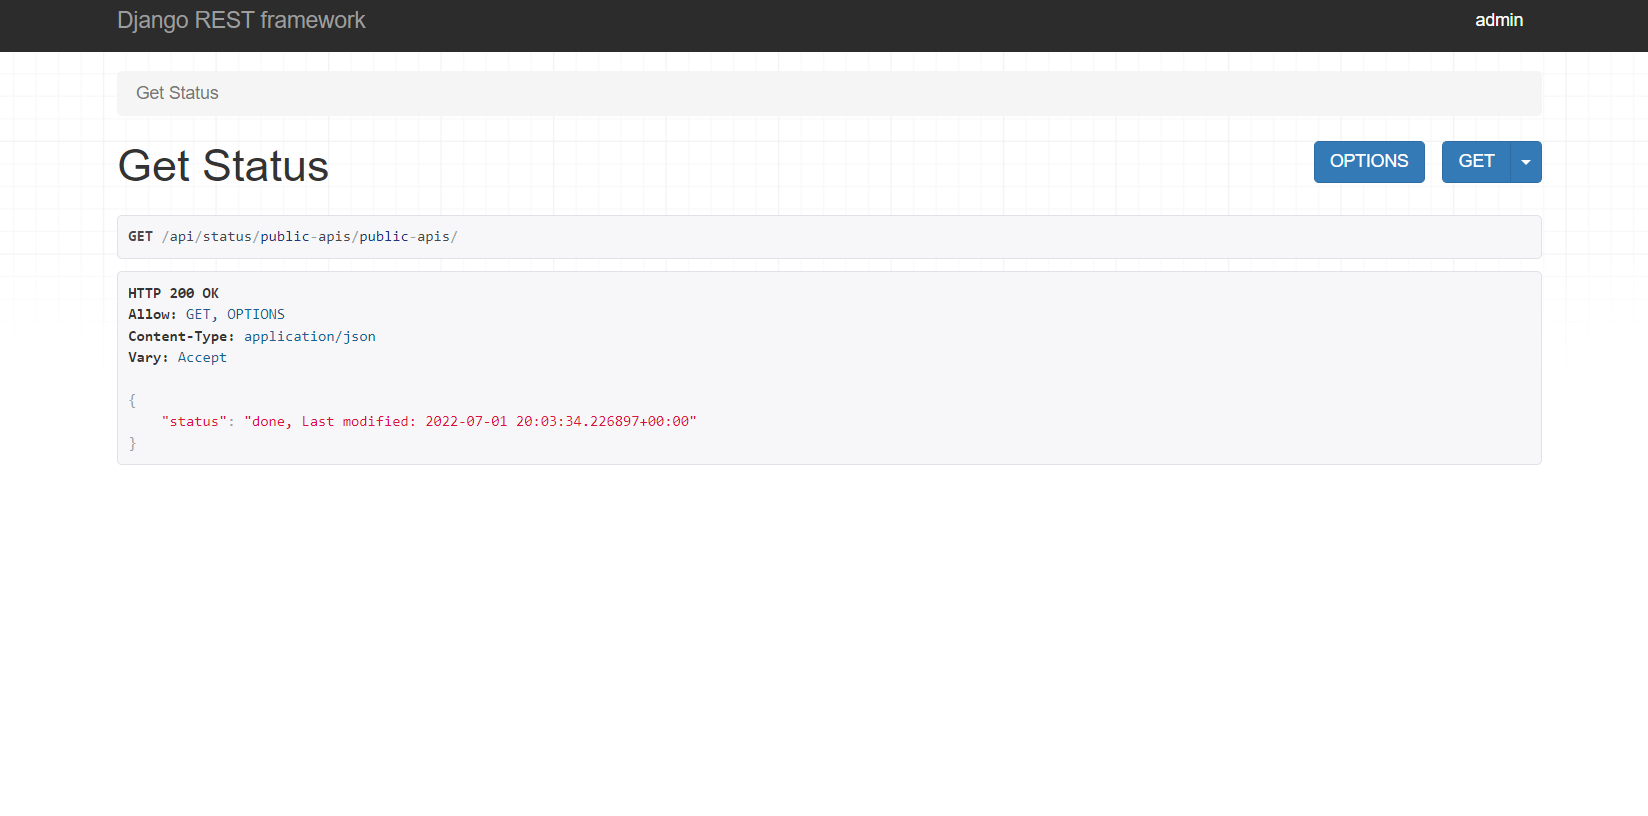 Django REST framework
admin
Get Status
Get Status
OPTIONS
GET
GET /api/status/public-apis/public-apis/
HTTP 200 OK
Allow: GET, OPTIONS
Content-Type: application/json
Vary: Accept
{
    "status": "done, Last modified: 2022-07-01 20:03:34.226897+00:00"
}